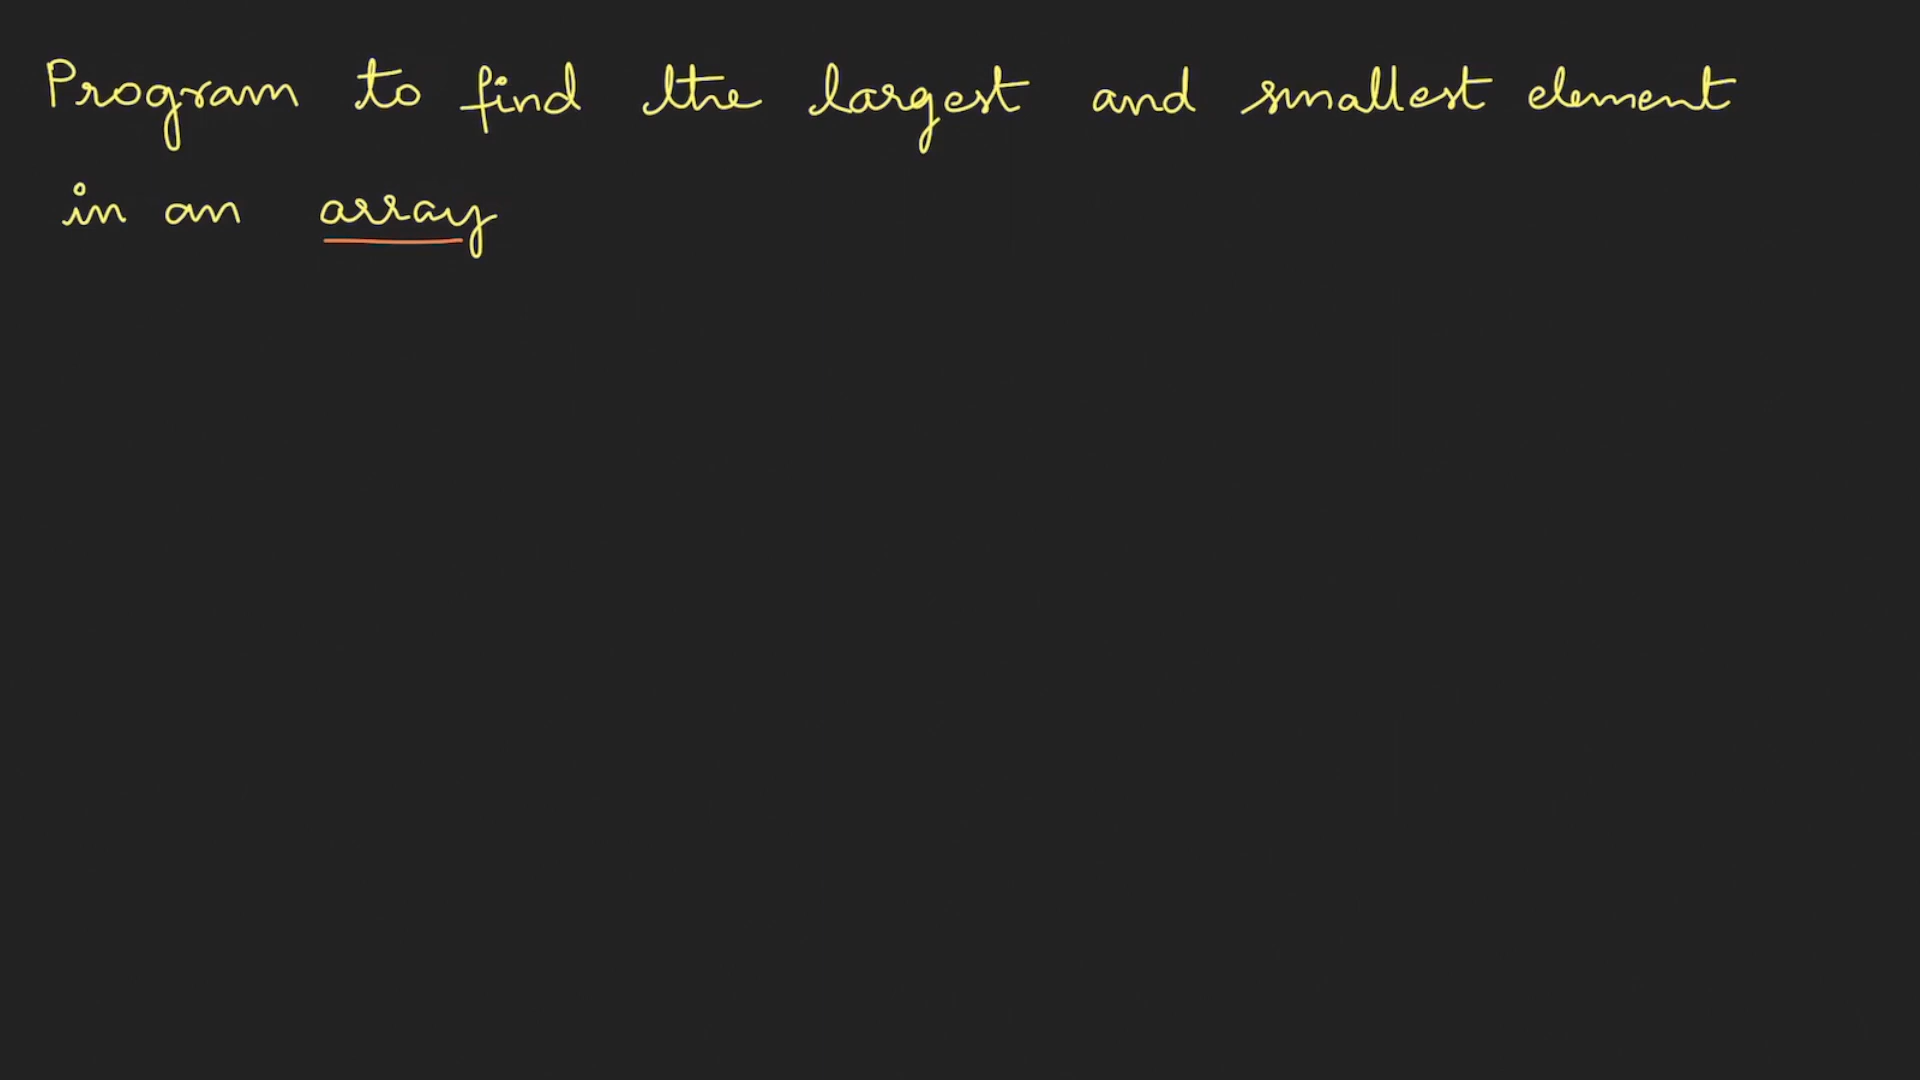 Program to find the largest and smallest element
in an array